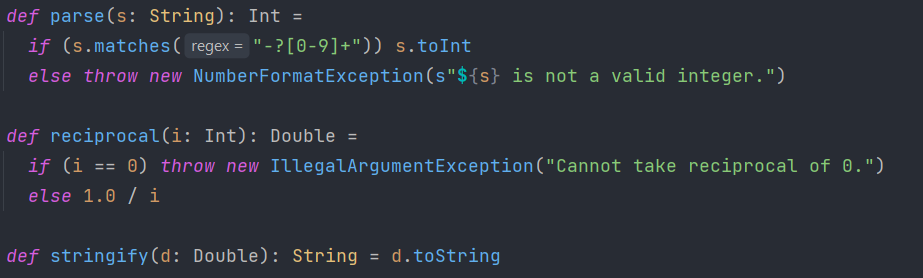 def parse(s: String): Int =
if (s.matches( regex = "-?[0-9]+")) s.toInt
else throw new NumberFormatException(s"${s} is not a valid integer.")
def reciprocal(i: Int): Double =
if (i == 0) throw new IllegalArgumentException("Cannot take reciprocal of 0.")
else 1.0 / i
def stringify(d: Double): String = d.toString